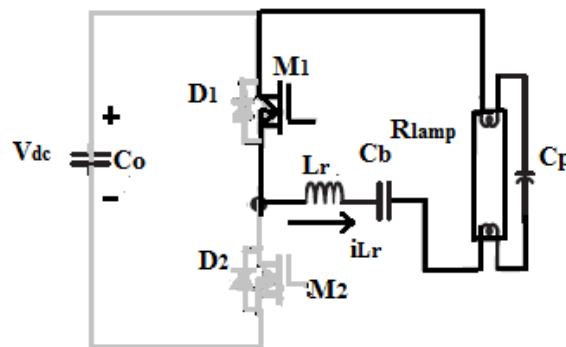 M1
D1
+
Vdc
Co
-
Lr
Cb
Rlamp
Cp
iLr
D2
M2